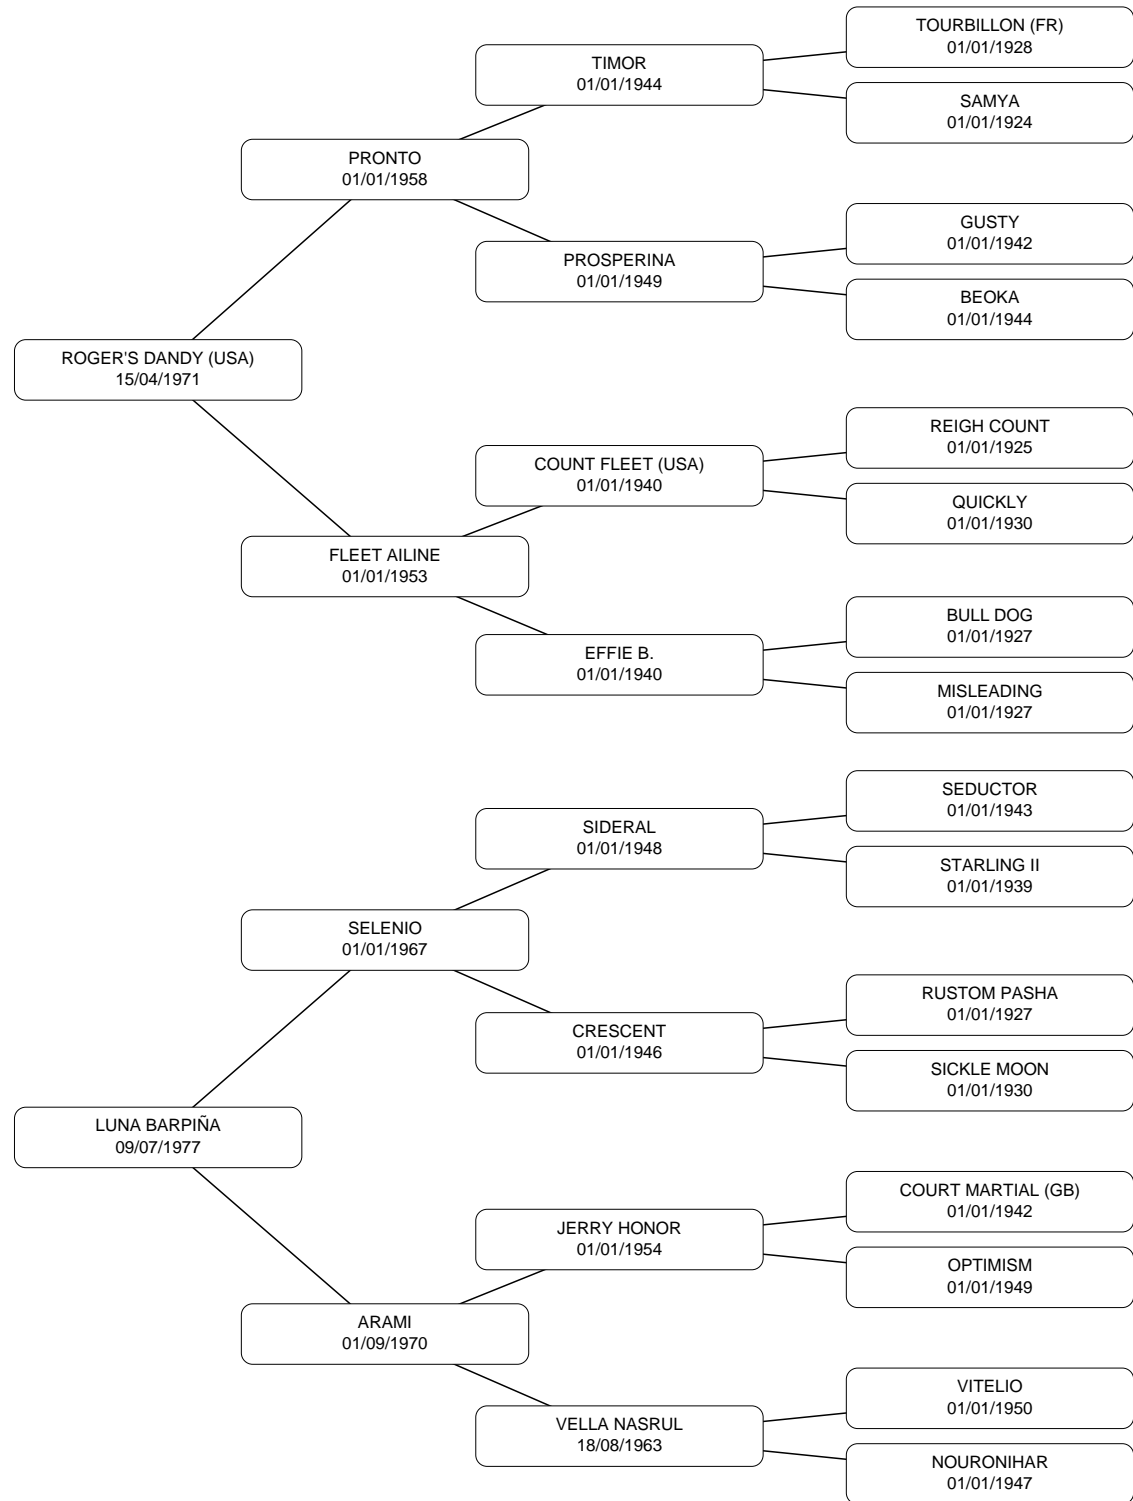 TOURBILLON (FR)
01/01/1928
TIMOR
01/01/1944
SAMYA
01/01/1924
PRONTO
01/01/1958
GUSTY
01/01/1942
PROSPERINA
01/01/1949
BEOKA
01/01/1944
ROGER'S DANDY (USA)
15/04/1971
REIGH COUNT
01/01/1925
COUNT FLEET (USA)
01/01/1940
QUICKLY
01/01/1930
FLEET AILINE
01/01/1953
BULL DOG
01/01/1927
EFFIE B.
01/01/1940
MISLEADING
01/01/1927
SEDUCTOR
01/01/1943
SIDERAL
01/01/1948
STARLING II
01/01/1939
SELENIO
01/01/1967
RUSTOM PASHA
01/01/1927
CRESCENT
01/01/1946
SICKLE MOON
01/01/1930
LUNA BARPIÑA
09/07/1977
COURT MARTIAL (GB)
01/01/1942
JERRY HONOR
01/01/1954
OPTIMISM
01/01/1949
ARAMI
01/09/1970
VITELIO
01/01/1950
VELLA NASRUL
18/08/1963
NOURONIHAR
01/01/1947